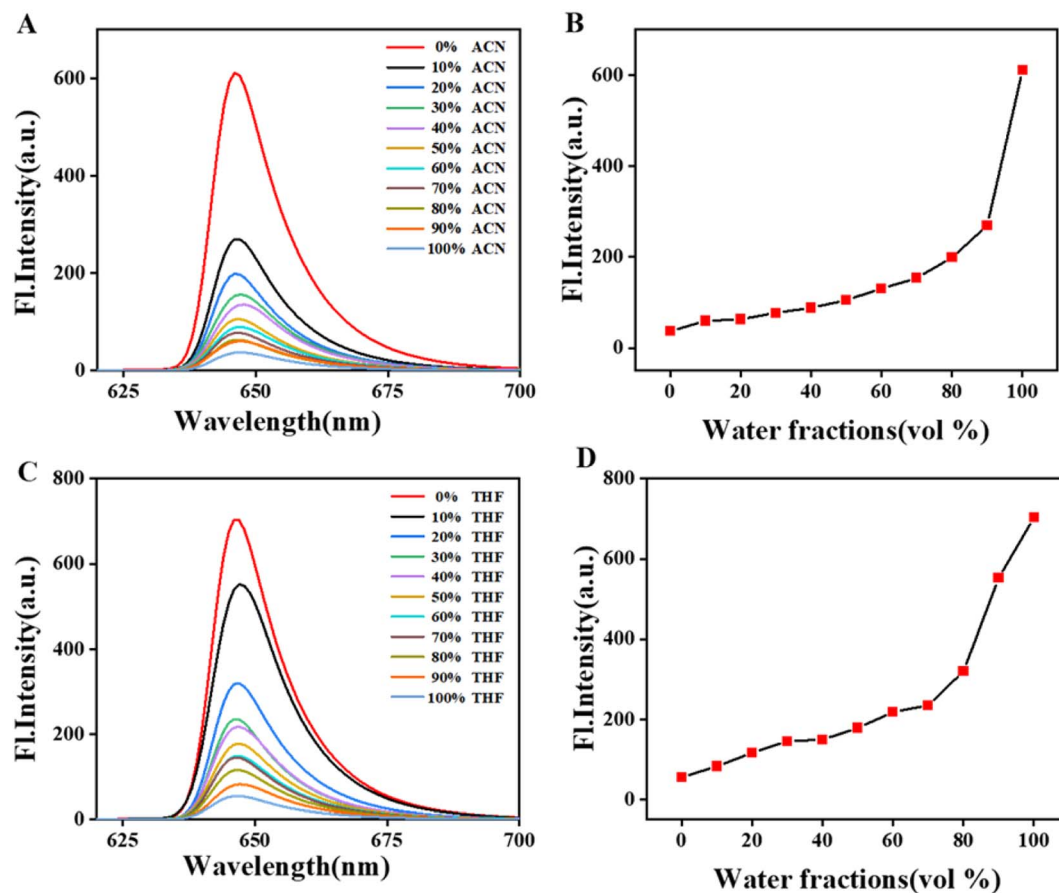 A
Fl.Intensity(a.u.)
600
400
200
0
625
650
675
700
Wavelength(nm)
0% ACN
10% ACN
20% ACN
30% ACN
40% ACN
50% ACN
60% ACN
70% ACN
80% ACN
90% ACN
100% ACN
B
Fl.Intensity(a.u.)
600
400
200
0
0
20
40
60
80
100
Water fractions(vol %)
C
Fl.Intensity(a.u.)
800
600
400
200
0
625
650
675
700
Wavelength(nm)
0% THF
10% THF
20% THF
30% THF
40% THF
50% THF
60% THF
70% THF
80% THF
90% THF
100% THF
D
Fl.Intensity(a.u.)
800
600
400
200
0
0
20
40
60
80
100
Water fractions(vol %)